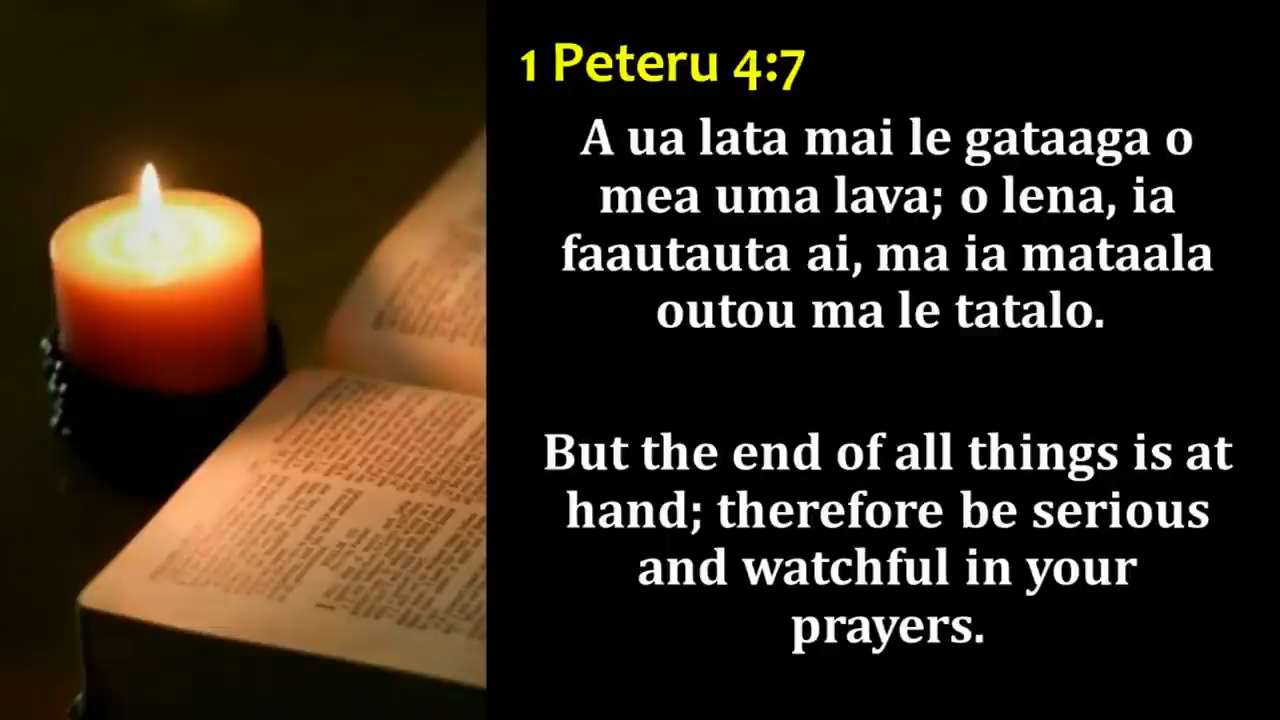 1 Peteru 4:7
A ua lata mai le gataaga o
mea uma lava; o lena, ia
faautauta ai, ma ia mataala
outou ma le tatalo.
But the end of all things is at
hand; therefore be serious
and watchful in your
prayers.